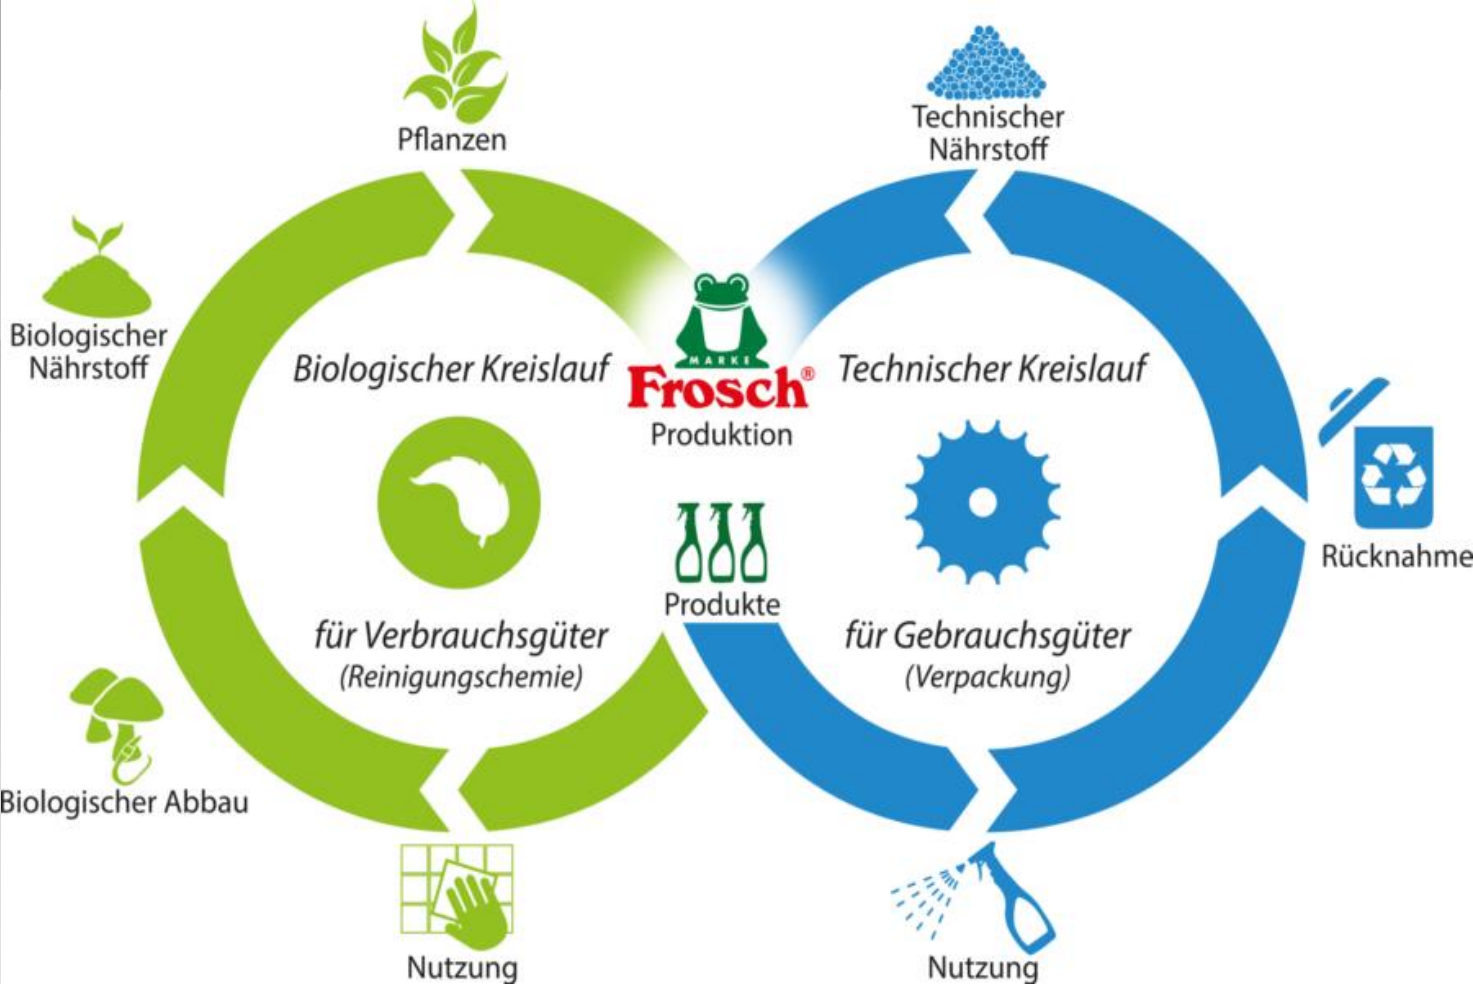 Pflanzen
Technischer
Nährstoff
Biologischer
Nährstoff
Biologischer Kreislauf
MARKE
Frosch®
Produktion
Technischer Kreislauf
Rücknahme
Produkte
für Verbrauchsgüter
(Reinigungschemie)
für Gebrauchsgüter
(Verpackung)
Biologischer Abbau
Nutzung
Nutzung